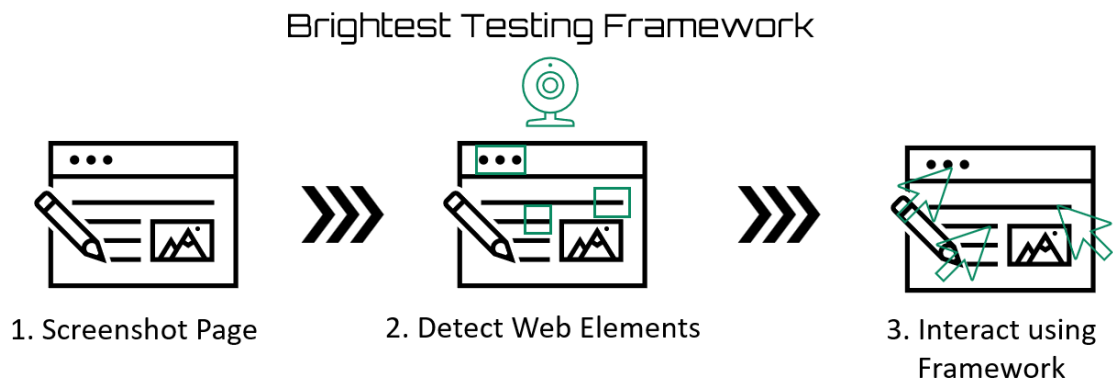 Brightest Testing Framework
1. Screenshot Page
2. Detect Web Elements
3. Interact using
Framework